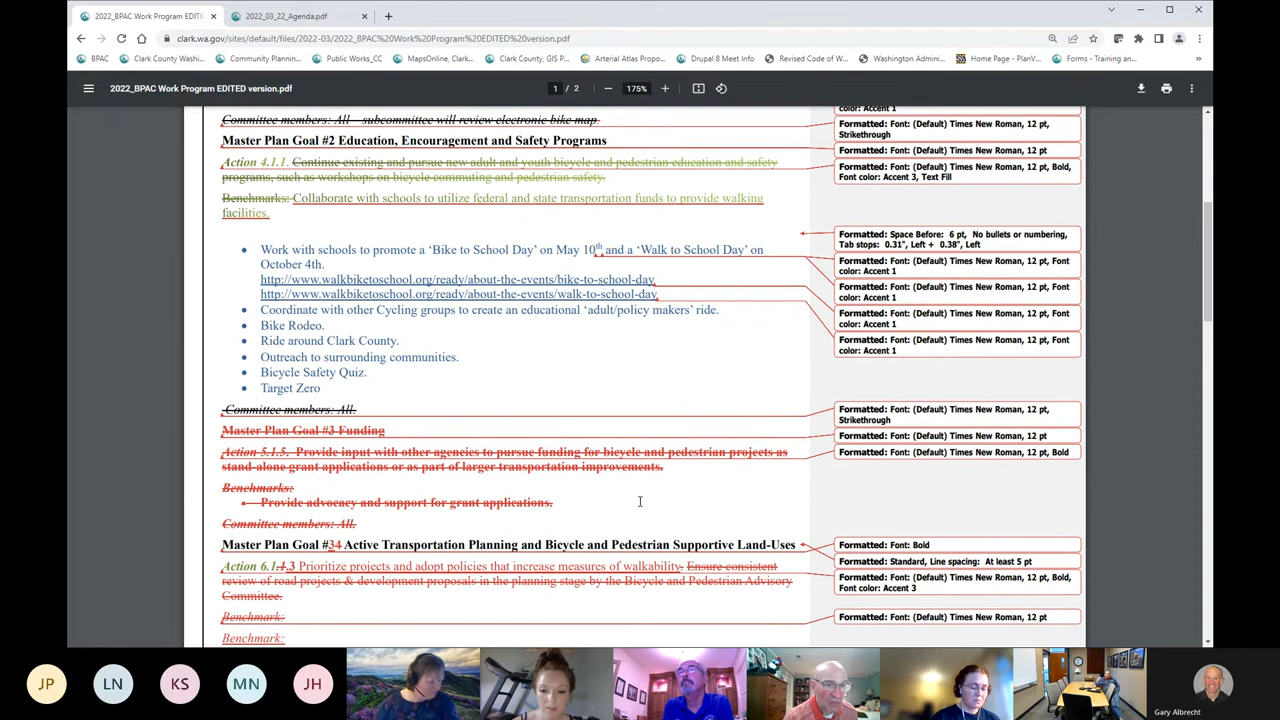 2022_BPAC Work Program EDITE
2022_03_22_Agenda.pdf
clark.wa.gov/sites/default/files/2022-03/2022_BPAC%20Work%20Program%20EDITED%20version.pdf
BPAC
Clark County Washi...
Community Plannin...
Public Works_CC
MapsOnline, Clark...
Clark County, GIS P...
Arterial Atlas Propo...
Drupal 8 Meet Info
Revised Code of W...
Washington Admini...
Home Page - PlanV...
Forms - Training an...
2022_BPAC Work Program EDITED version.pdf
1 / 2
175%
Committee members: All – subcommittee will review electronic bike map.
Master Plan Goal #2 Education, Encouragement and Safety Programs
Action 4.1.1. Continue existing and pursue new adult and youth bicycle and pedestrian education and safety
programs, such as workshops on bicycle commuting and pedestrian safety.
Benchmarks: Collaborate with schools to utilize federal and state transportation funds to provide walking
facilities.
• Work with schools to promote a ‘Bike to School Day’ on May 10th and a ‘Walk to School Day’ on
October 4th.
http://www.walkbiketoschool.org/ready/about-the-events/bike-to-school-day
http://www.walkbiketoschool.org/ready/about-the-events/walk-to-school-day
• Coordinate with other Cycling groups to create an educational ‘adult/policy makers’ ride.
• Bike Rodeo.
• Ride around Clark County.
• Outreach to surrounding communities.
• Bicycle Safety Quiz.
• Target Zero
Committee members: All.
Master Plan Goal #3 Funding
Action 5.1.5. Provide input with other agencies to pursue funding for bicycle and pedestrian projects as
stand-alone grant applications or as part of larger transportation improvements.
Benchmarks:
• Provide advocacy and support for grant applications.
Committee members: All.
Master Plan Goal #34 Active Transportation Planning and Bicycle and Pedestrian Supportive Land-Uses
Action 6.1.1.3 Prioritize projects and adopt policies that increase measures of walkability. Ensure consistent
review of road projects & development proposals in the planning stage by the Bicycle and Pedestrian Advisory
Committee.
Benchmark:
Benchmark:
color: Accent 1
Formatted: Font: (Default) Times New Roman, 12 pt,
Strikethrough
Formatted: Font: (Default) Times New Roman, 12 pt
Formatted: Font: (Default) Times New Roman, 12 pt, Bold,
Font color: Accent 3, Text Fill
Formatted: Space Before: 6 pt, No bullets or numbering,
Tab stops: 0.31", Left + 0.38", Left
Formatted: Font: (Default) Times New Roman, 12 pt, Font
color: Accent 1
Formatted: Font: (Default) Times New Roman, 12 pt, Font
color: Accent 1
Formatted: Font: (Default) Times New Roman, 12 pt, Font
color: Accent 1
Formatted: Font: (Default) Times New Roman, 12 pt, Font
color: Accent 1
Formatted: Font: (Default) Times New Roman, 12 pt,
Strikethrough
Formatted: Font: (Default) Times New Roman, 12 pt
Formatted: Font: (Default) Times New Roman, 12 pt, Bold
Formatted: Font: Bold
Formatted: Standard, Line spacing: At least 5 pt
Formatted: Font: (Default) Times New Roman, 12 pt, Bold,
Font color: Accent 3
Formatted: Font: (Default) Times New Roman, 12 pt
JP
LN
KS
MN
JH
Gary Albrecht